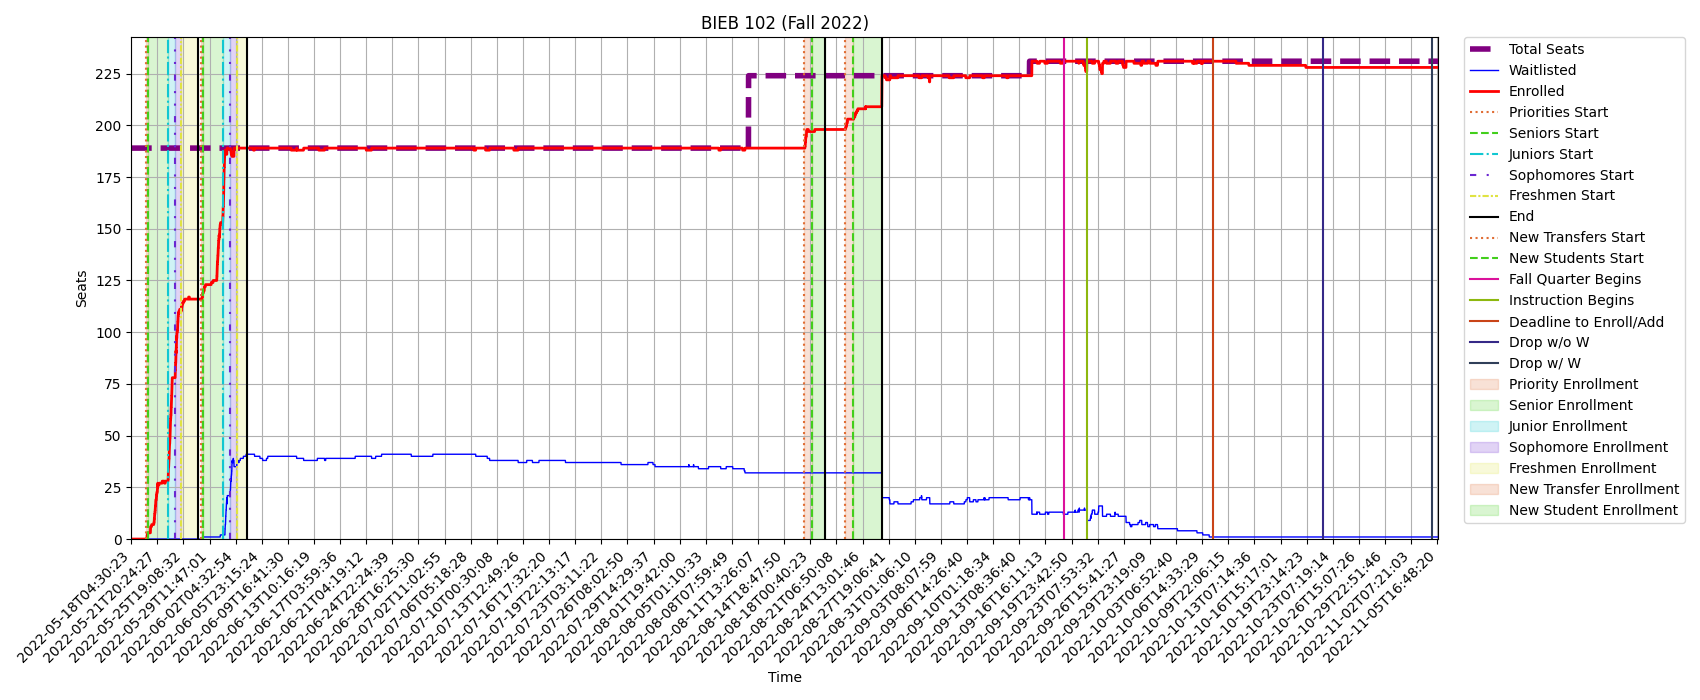 BIEB 102 (Fall 2022)
Seats
225
200
175
150
125
100
75
50
25
0
2022-05-18T04:30:23
2022-05-21T20:24:27
2022-05-25T19:08:32
2022-05-29T11:47:01
2022-06-02T04:32:54
2022-06-05T23:15:24
2022-06-09T16:41:30
2022-06-13T10:16:19
2022-06-17T03:59:36
2022-06-21T04:19:12
2022-06-24T22:24:39
2022-06-28T16:25:30
2022-07-02T11:02:55
2022-07-06T05:18:28
2022-07-10T00:30:08
2022-07-13T12:49:26
2022-07-16T17:32:20
2022-07-19T22:13:17
2022-07-23T03:11:22
2022-07-26T08:02:50
2022-07-29T14:29:37
2022-08-01T19:42:00
2022-08-05T01:10:33
2022-08-08T07:59:49
2022-08-11T13:26:07
2022-08-14T18:47:50
2022-08-18T00:40:23
2022-08-21T06:50:08
2022-08-24T13:01:46
2022-08-27T19:06:41
2022-08-31T01:06:10
2022-09-03T08:07:59
2022-09-06T14:26:40
2022-09-10T01:18:34
2022-09-13T08:36:40
2022-09-16T16:11:13
2022-09-19T23:42:50
2022-09-23T07:53:32
2022-09-26T15:41:27
2022-09-29T23:19:09
2022-10-03T06:52:40
2022-10-06T14:33:29
2022-10-09T22:06:15
2022-10-13T07:14:36
2022-10-16T15:17:01
2022-10-19T23:14:23
2022-10-23T07:19:14
2022-10-26T15:07:26
2022-10-29T22:51:46
2022-11-02T07:21:03
2022-11-05T16:48:20
Time
Total Seats
Waitlisted
Enrolled
Priorities Start
Seniors Start
Juniors Start
Sophomores Start
Freshmen Start
End
New Transfers Start
New Students Start
Fall Quarter Begins
Instruction Begins
Deadline to Enroll/Add
Drop w/o W
Drop w/ W
Priority Enrollment
Senior Enrollment
Junior Enrollment
Sophomore Enrollment
Freshmen Enrollment
New Transfer Enrollment
New Student Enrollment